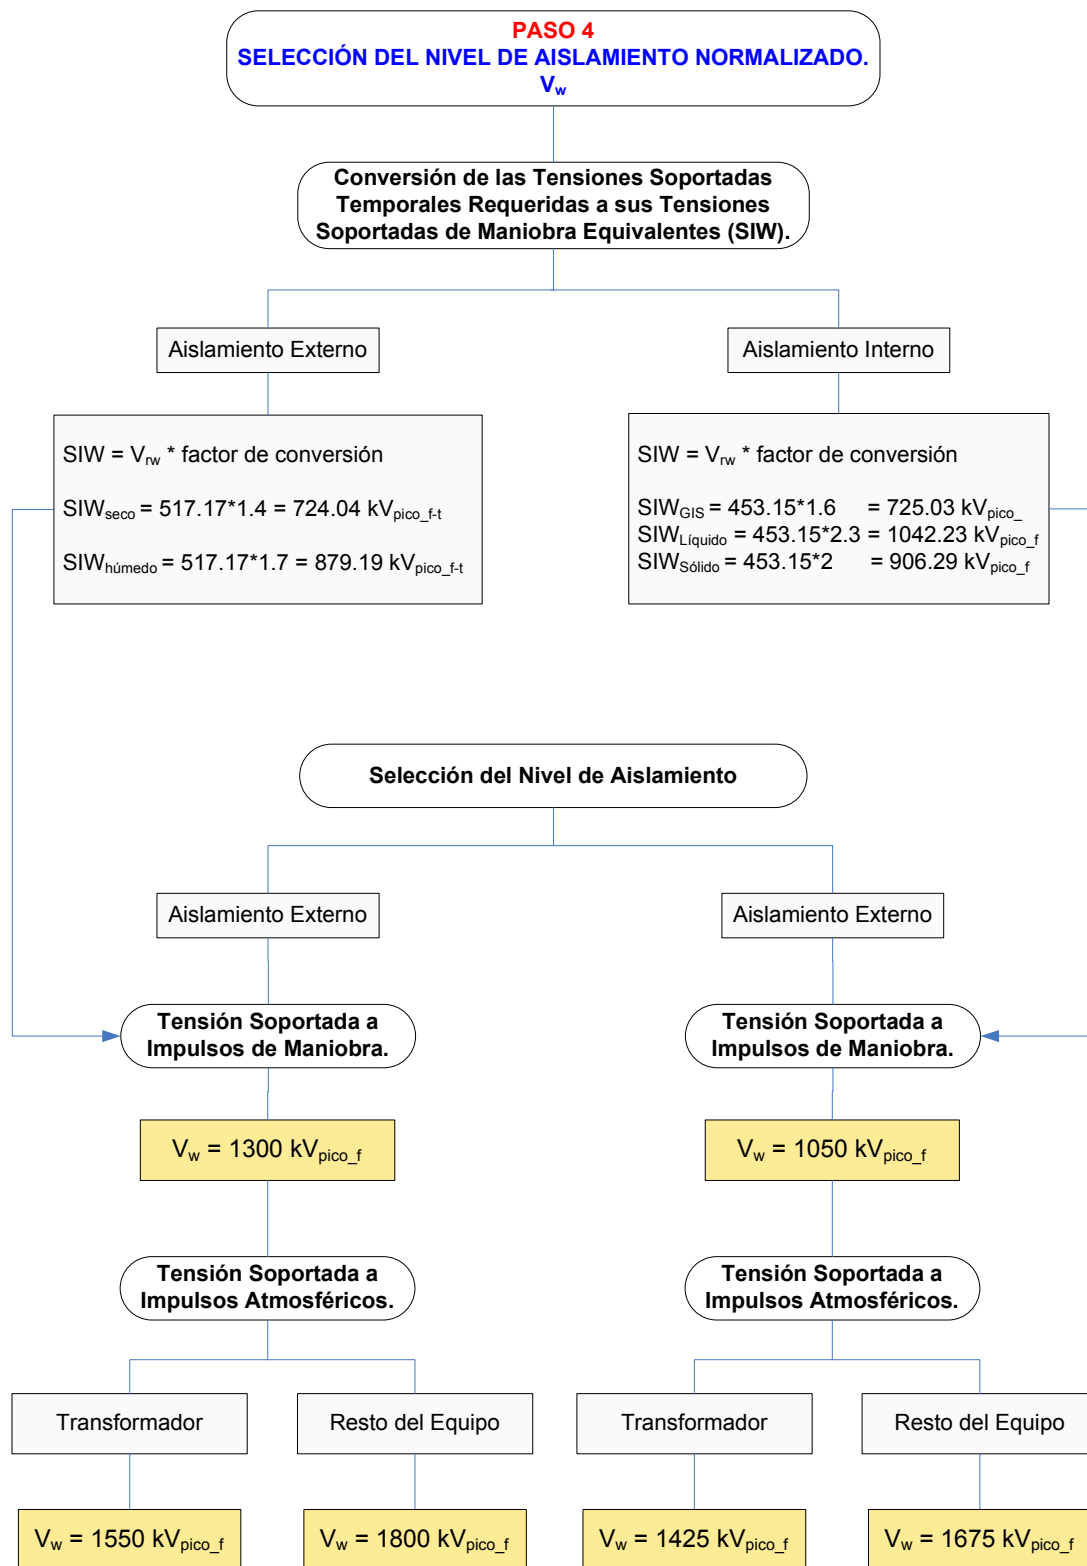 PASO 4
SELECCIÓN DEL NIVEL DE AISLAMIENTO NORMALIZADO.
Vw
Conversión de las Tensiones Soportadas
Temporales Requeridas a sus Tensiones
Soportadas de Maniobra Equivalentes (SIW).
Aislamiento Externo
Aislamiento Interno
SIW = Vrw * factor de conversión
SIWseco = 517.17*1.4 = 724.04 kVpico_f-t
SIWhúmedo = 517.17*1.7 = 879.19 kVpico_f-t
SIW = Vrw * factor de conversión
SIWGIS = 453.15*1.6 = 725.03 kVpico_
SIWLíquido = 453.15*2.3 = 1042.23 kVpico_f
SIWSólido = 453.15*2 = 906.29 kVpico_f
Selección del Nivel de Aislamiento
Aislamiento Externo
Aislamiento Externo
Tensión Soportada a
Impulsos de Maniobra.
Tensión Soportada a
Impulsos de Maniobra.
Vw = 1300 kVpico_f
Vw = 1050 kVpico_f
Tensión Soportada a
Impulsos Atmosféricos.
Tensión Soportada a
Impulsos Atmosféricos.
Transformador
Resto del Equipo
Transformador
Resto del Equipo
Vw = 1550 kVpico_f
Vw = 1800 kVpico_f
Vw = 1425 kVpico_f
Vw = 1675 kVpico_f